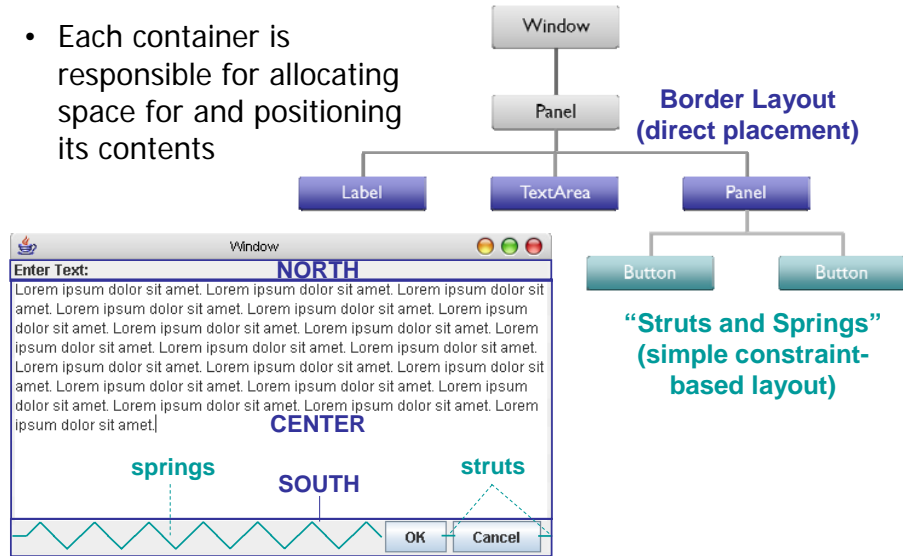 • Each container is
responsible for allocating
space for and positioning
its contents
Window
Panel
Border Layout
(direct placement)
Label
TextArea
Panel
Button
Button
“Struts and Springs”
(simple constraint-
based layout)
Window
Enter Text:
NORTH
Lorem ipsum dolor sit amet. Lorem ipsum dolor sit amet. Lorem ipsum dolor sit
amet. Lorem ipsum dolor sit amet. Lorem ipsum dolor sit amet. Lorem ipsum
dolor sit amet. Lorem ipsum dolor sit amet. Lorem ipsum dolor sit amet. Lorem
ipsum dolor sit amet. Lorem ipsum dolor sit amet. Lorem ipsum dolor sit amet.
Lorem ipsum dolor sit amet. Lorem ipsum dolor sit amet. Lorem ipsum dolor sit
amet. Lorem ipsum dolor sit amet. Lorem ipsum dolor sit amet. Lorem ipsum
dolor sit amet. Lorem ipsum dolor sit amet. Lorem ipsum dolor sit amet. Lorem
ipsum dolor sit amet.
CENTER
springs
struts
SOUTH
OK
Cancel